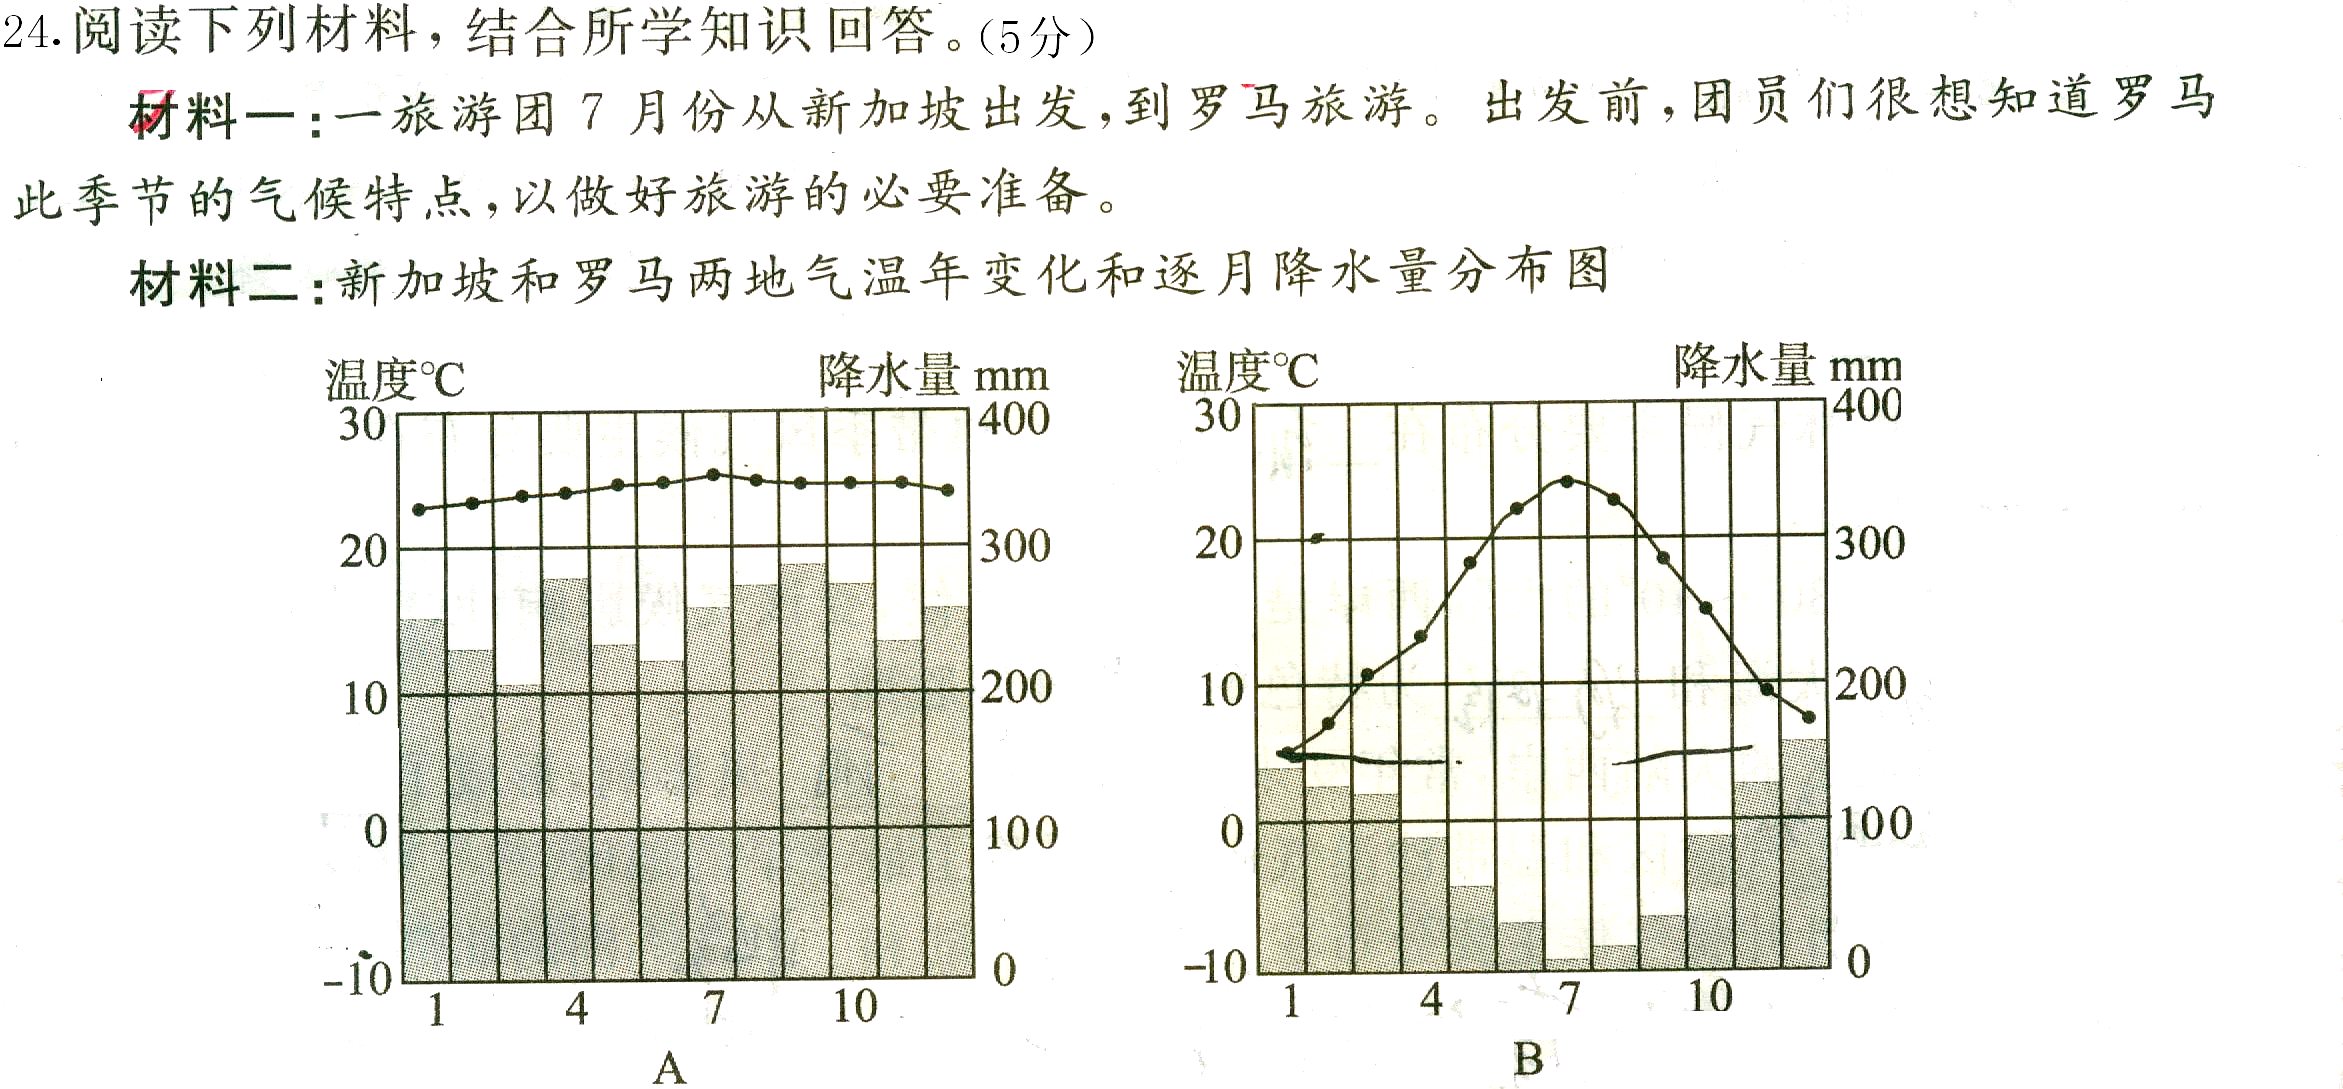 24.阅读下列材料，结合所学知识回答。(5分)
材料一：一旅游团7月份从新加坡出发，到罗马旅游。出发前，团员们很想知道罗马
此季节的气候特点，以做好旅游的必要准备。
材料二：新加坡和罗马两地气温年变化和逐月降水量分布图
温度℃ 降水量 mm
30 400
20 300
10 200
0 100
-10 0
1 4 7 10
A
温度℃ 降水量 mm
30 400
20 300
10 200
0 100
-10 0
1 4 7 10
B